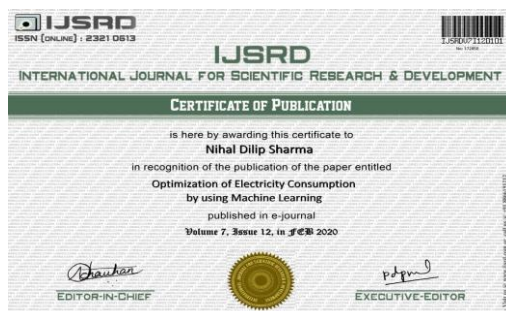 IJSRD
ISSN (ONLINE) : 2321 0613
IJSRDV7I120101
IJSRD
INTERNATIONAL JOURNAL FOR SCIENTIFIC RESEARCH & DEVELOPMENT
CERTIFICATE OF PUBLICATION
is here by awarding this certificate to
Nihal Dilip Sharma
in recognition of the publication of the paper entitled
Optimization of Electricity Consumption
by using Machine Learning
published in e-journal
Volume 7, Issue 12, in FEB 2020
EDITOR-IN-CHIEF
EXECUTIVE-EDITOR